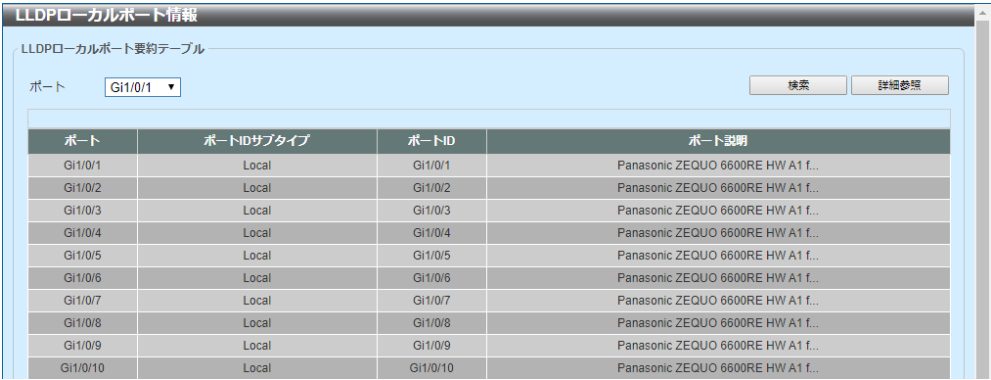 LLDPローカルポート情報
LLDPローカルポート要約テーブル
ポート Gi1/0/1 検索 詳細参照
ポート ポートIDサブタイプ ポートID ポート説明
Gi1/0/1 Local Gi1/0/1 Panasonic ZEQUO 6600RE HW A1 f...
Gi1/0/2 Local Gi1/0/2 Panasonic ZEQUO 6600RE HW A1 f...
Gi1/0/3 Local Gi1/0/3 Panasonic ZEQUO 6600RE HW A1 f...
Gi1/0/4 Local Gi1/0/4 Panasonic ZEQUO 6600RE HW A1 f...
Gi1/0/5 Local Gi1/0/5 Panasonic ZEQUO 6600RE HW A1 f...
Gi1/0/6 Local Gi1/0/6 Panasonic ZEQUO 6600RE HW A1 f...
Gi1/0/7 Local Gi1/0/7 Panasonic ZEQUO 6600RE HW A1 f...
Gi1/0/8 Local Gi1/0/8 Panasonic ZEQUO 6600RE HW A1 f...
Gi1/0/9 Local Gi1/0/9 Panasonic ZEQUO 6600RE HW A1 f...
Gi1/0/10 Local Gi1/0/10 Panasonic ZEQUO 6600RE HW A1 f...